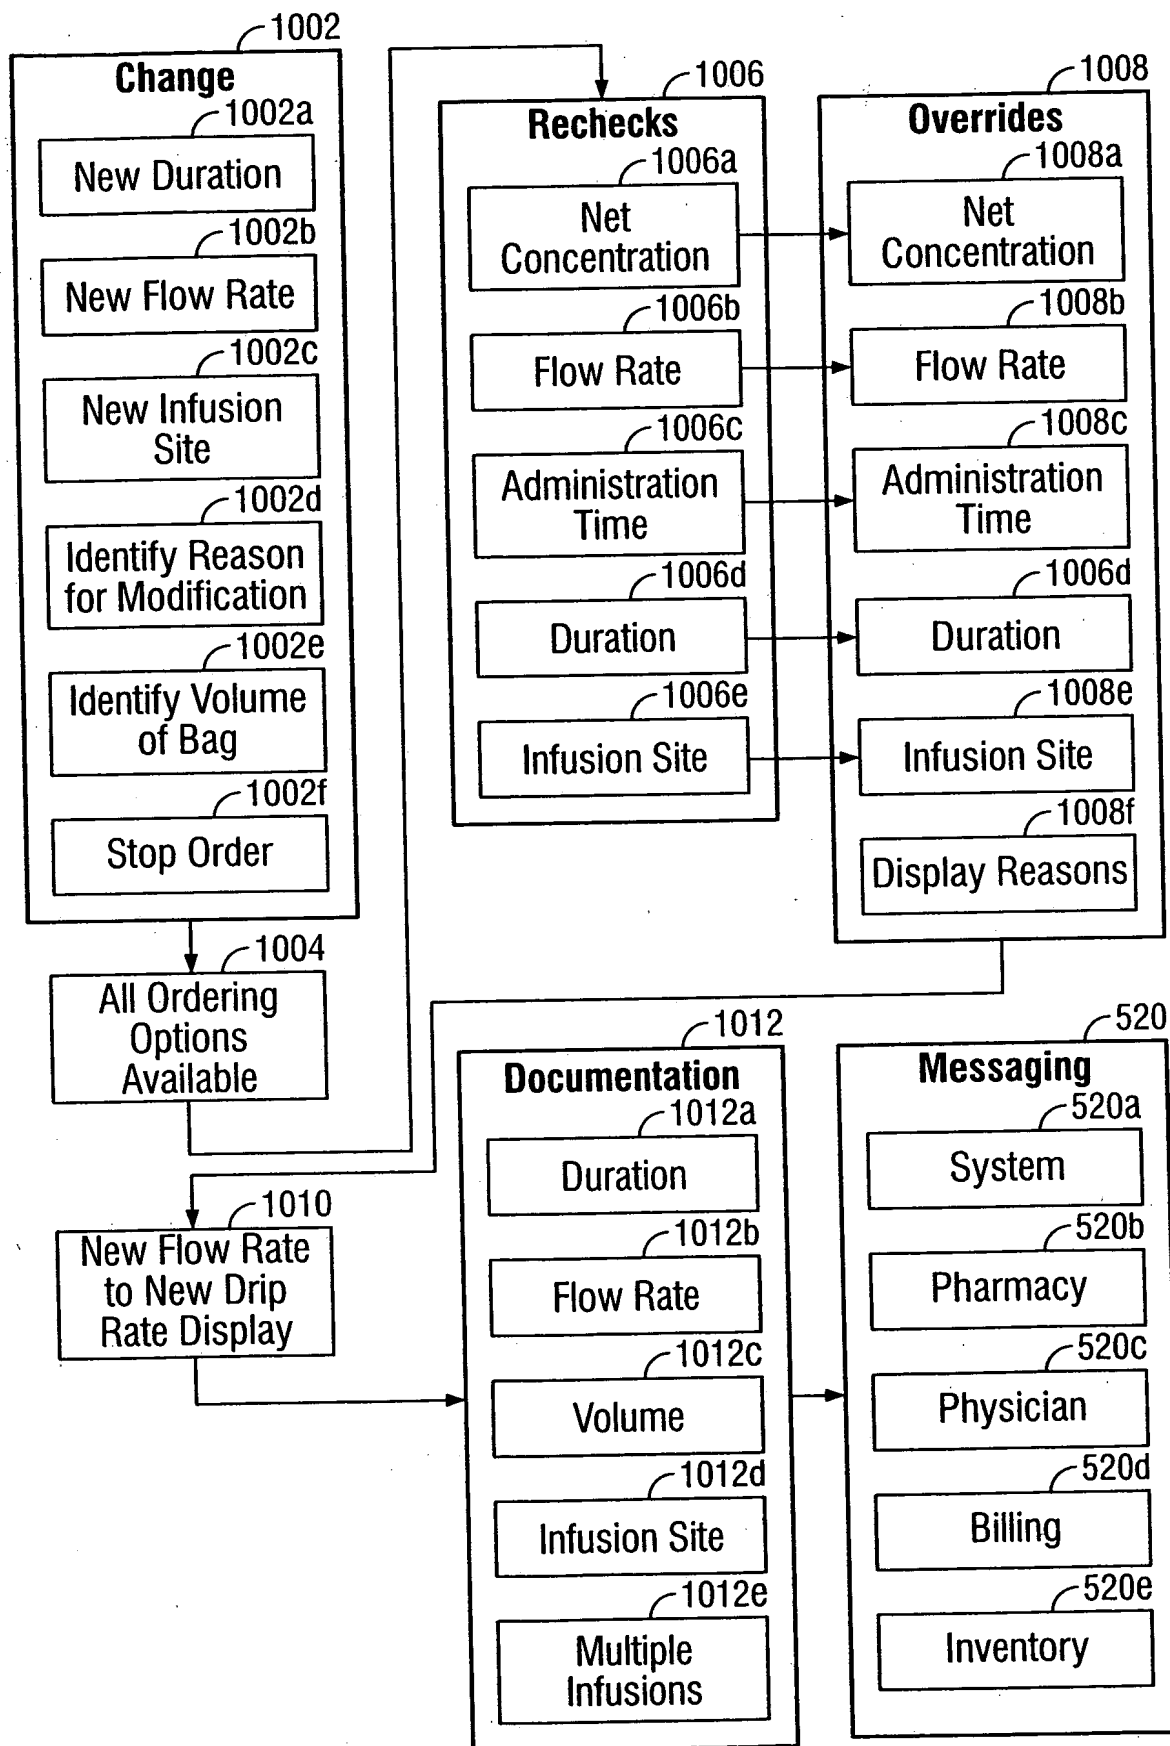 1002
Change
1002a
New Duration
1002b
New Flow Rate
1002c
New Infusion
Site
1002d
Identify Reason
for Modification
1002e
Identify Volume
of Bag
1002f
Stop Order
1004
All Ordering
Options
Available
1006
Rechecks
1006a
Net
Concentration
1006b
Flow Rate
1006c
Administration
Time
1006d
Duration
1006e
Infusion Site
1008
Overrides
1008a
Net
Concentration
1008b
Flow Rate
1008c
Administration
Time
1006d
Duration
1008e
Infusion Site
1008f
Display Reasons
1010
New Flow Rate
to New Drip
Rate Display
1012
Documentation
1012a
Duration
1012b
Flow Rate
1012c
Volume
1012d
Infusion Site
1012e
Multiple
Infusions
520
Messaging
520a
System
520b
Pharmacy
520c
Physician
520d
Billing
520e
Inventory